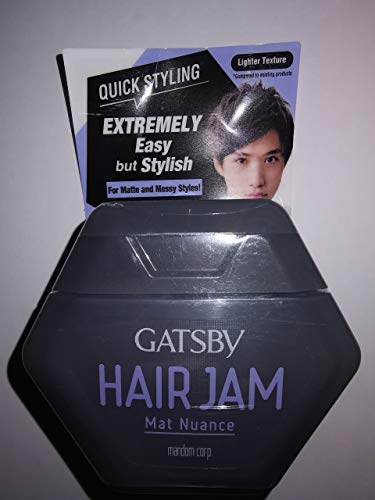 QUICK STYLING
Lighter Texture
*Compared to existing products
EXTREMELY
Easy
but Stylish
For Matte and Messy Styles!
GATSBY
HAIR JAM
Mat Nuance
mandom corp.